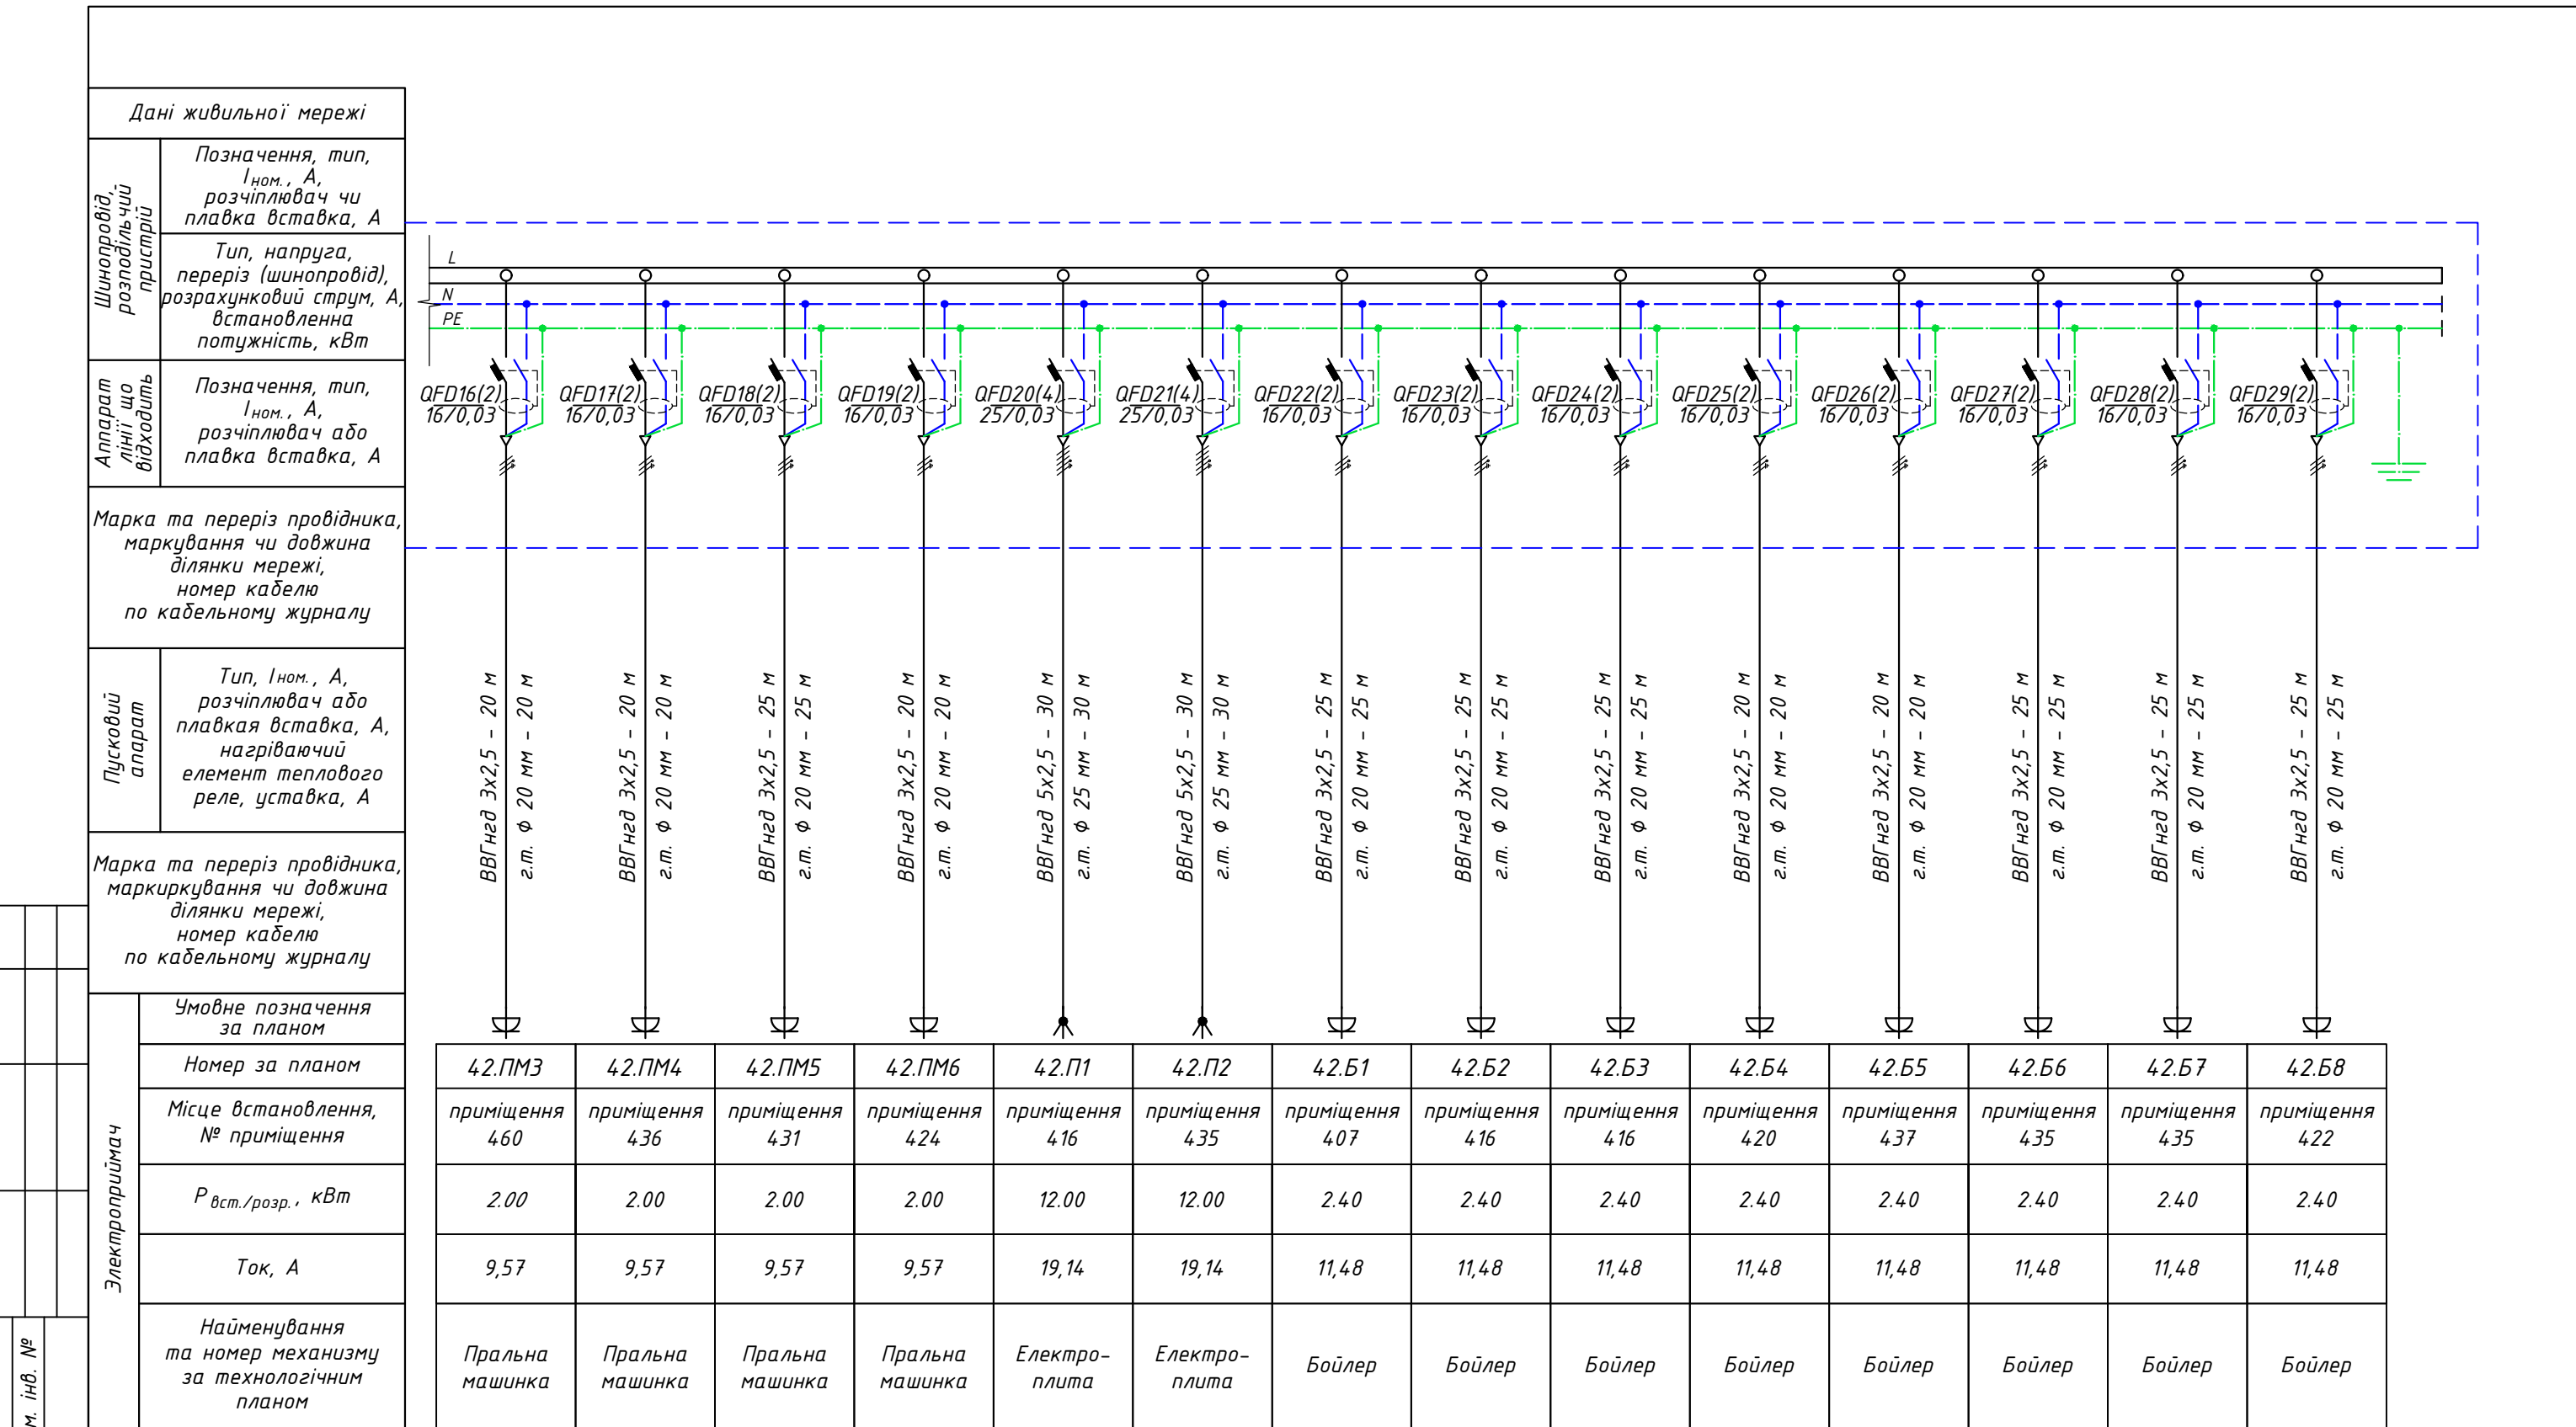 Дані живильної мережі
Шинопровід,
розподільчий
пристрій
Позначення, тип,
Iном., А,
розчіплювач чи
плавка вставка, А
Тип, напруга,
переріз (шинопровід),
розрахунковий струм, А,
встановленна
потужність, кВт
Аппарат
лінії що
відходить
Позначення, тип,
Iном., А,
розчіплювач або
плавка вставка, А
Марка та переріз провідника,
маркування чи довжина
ділянки мережі,
номер кабелю
по кабельному журналу
Пусковий
апарат
Тип, Iном., А,
розчіплювач або
плавкая вставка, А,
нагріваючий
елемент теплового
реле, уставка, А
Марка та переріз провідника,
маркиркування чи довжина
ділянки мережі,
номер кабелю
по кабельному журналу
L
N
PE
QFD16(2) QFD17(2) QFD18(2) QFD19(2) QFD20(4) QFD21(4) QFD22(2) QFD23(2) QFD24(2) QFD25(2) QFD26(2) QFD27(2) QFD28(2) QFD29(2)
16/0,03 16/0,03 16/0,03 16/0,03 25/0,03 25/0,03 16/0,03 16/0,03 16/0,03 16/0,03 16/0,03 16/0,03 16/0,03 16/0,03
ВВГнгд 3х2,5 - 20 м
г.т. Ф 20 мм - 20 м
ВВГнгд 3х2,5 - 20 м
г.т. Ф 20 мм - 20 м
ВВГнгд 3х2,5 - 25 м
г.т. Ф 20 мм - 25 м
ВВГнгд 3х2,5 - 20 м
г.т. Ф 20 мм - 20 м
ВВГнгд 5х2,5 - 30 м
г.т. Ф 25 мм - 30 м
ВВГнгд 5х2,5 - 30 м
г.т. Ф 25 мм - 30 м
ВВГнгд 3х2,5 - 25 м
г.т. Ф 20 мм - 25 м
ВВГнгд 3х2,5 - 25 м
г.т. Ф 20 мм - 25 м
ВВГнгд 3х2,5 - 25 м
г.т. Ф 20 мм - 25 м
ВВГнгд 3х2,5 - 20 м
г.т. Ф 20 мм - 20 м
ВВГнгд 3х2,5 - 20 м
г.т. Ф 20 мм - 20 м
ВВГнгд 3х2,5 - 25 м
г.т. Ф 20 мм - 25 м
ВВГнгд 3х2,5 - 25 м
г.т. Ф 20 мм - 25 м
ВВГнгд 3х2,5 - 25 м
г.т. Ф 20 мм - 25 м
Электроприймач
Умовне позначення
за планом
Номер за планом
42.ПМ3 42.ПМ4 42.ПМ5 42.ПМ6 42.П1 42.П2 42.Б1 42.Б2 42.Б3 42.Б4 42.Б5 42.Б6 42.Б7 42.Б8
Місце встановлення,
№ приміщення
приміщення приміщення приміщення приміщення приміщення приміщення приміщення приміщення приміщення приміщення приміщення приміщення приміщення приміщення
460 436 431 424 416 435 407 416 416 420 437 435 435 422
Р вст./розр., кВт
2.00 2.00 2.00 2.00 12.00 12.00 2.40 2.40 2.40 2.40 2.40 2.40 2.40 2.40
Ток, А
9,57 9,57 9,57 9,57 19,14 19,14 11,48 11,48 11,48 11,48 11,48 11,48 11,48 11,48
Найменування
та номер механізму
за технологічним
планом
Пральна Пральна Пральна Пральна Електро- Електро- Бойлер Бойлер Бойлер Бойлер Бойлер Бойлер Бойлер Бойлер
машинка машинка машинка машинка плита плита
м. інв. №